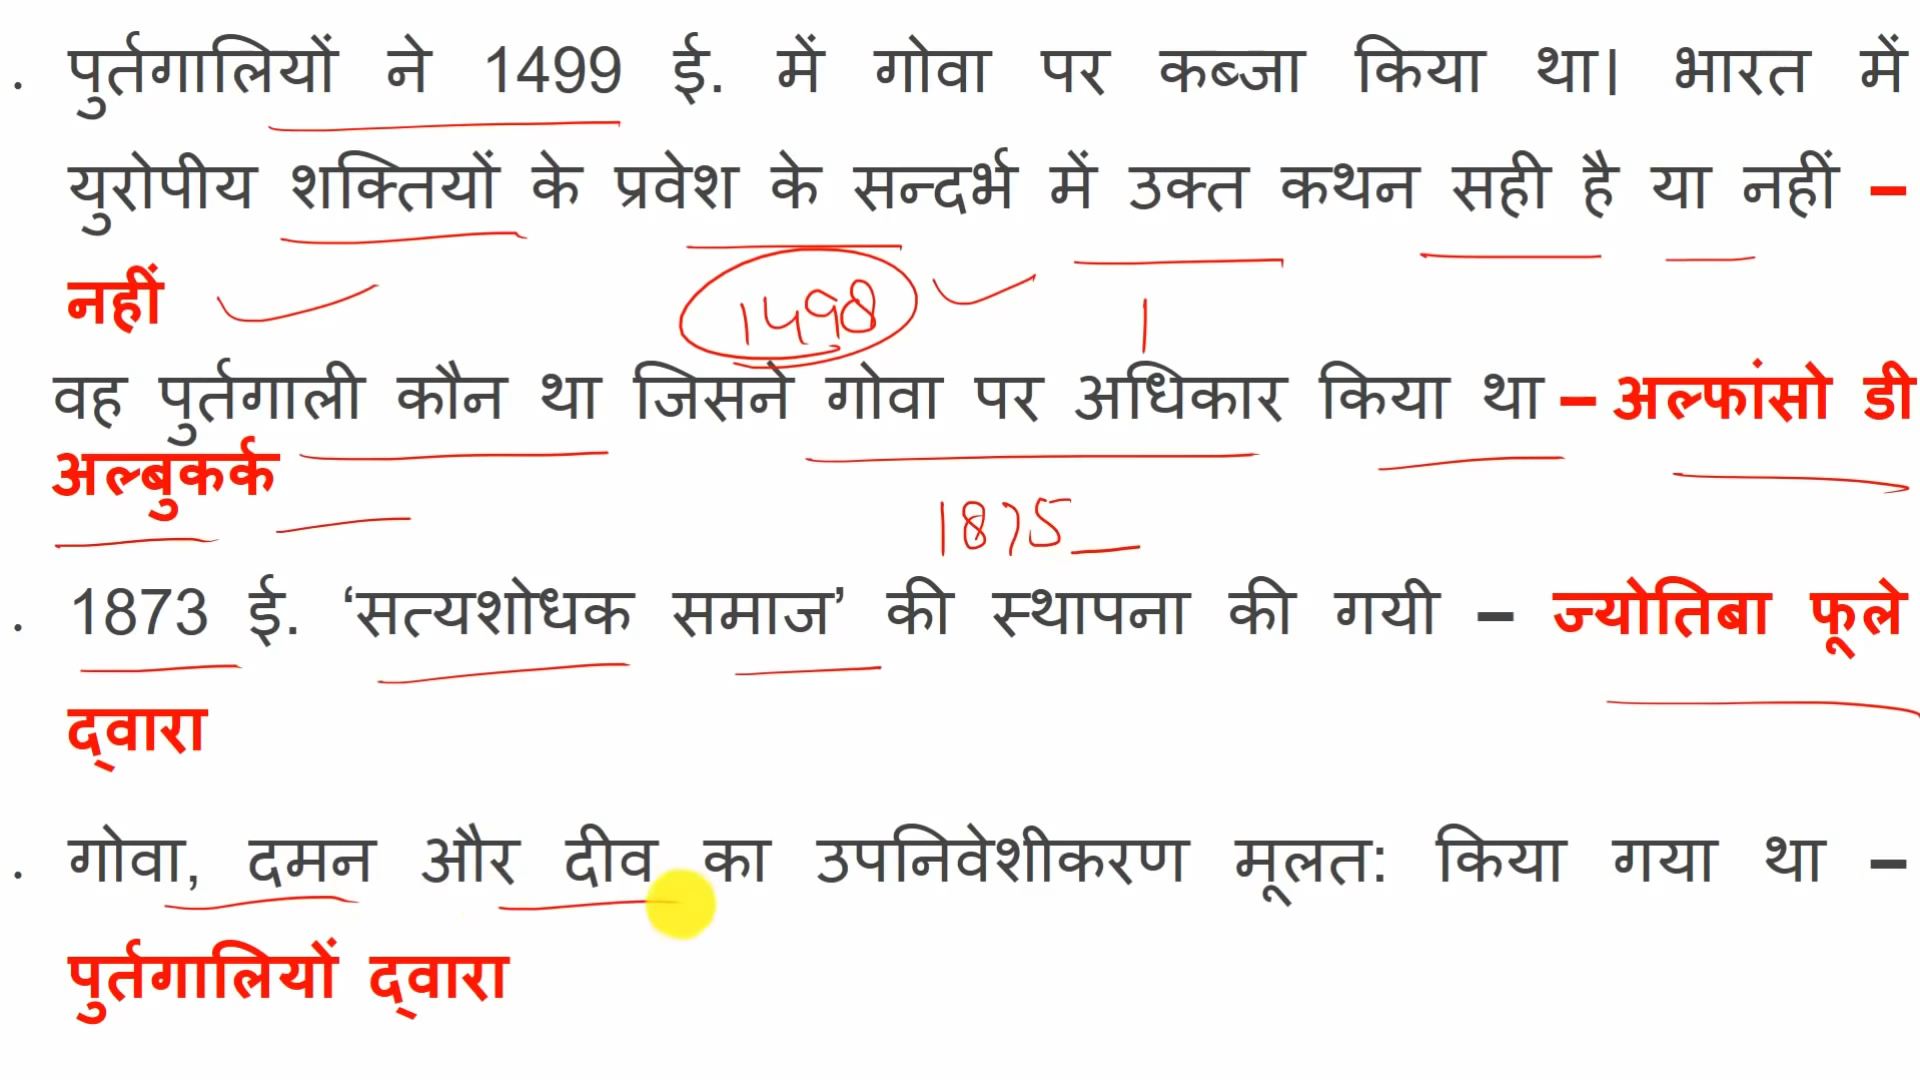 . पुर्तगालियों ने 1499 ई. में गोवा पर कब्जा किया था। भारत में
युरोपीय शक्तियों के प्रवेश के सन्दर्भ में उक्त कथन सही है या नहीं –
नहीं
1498
वह पुर्तगाली कौन था जिसने गोवा पर अधिकार किया था – अल्फांसो डी
अल्बुकर्क
1875
. 1873 ई. ‘सत्यशोधक समाज’ की स्थापना की गयी – ज्योतिबा फूले
द्वारा
. गोवा, दमन और दीव का उपनिवेशीकरण मूलत: किया गया था –
पुर्तगालियों द्वारा